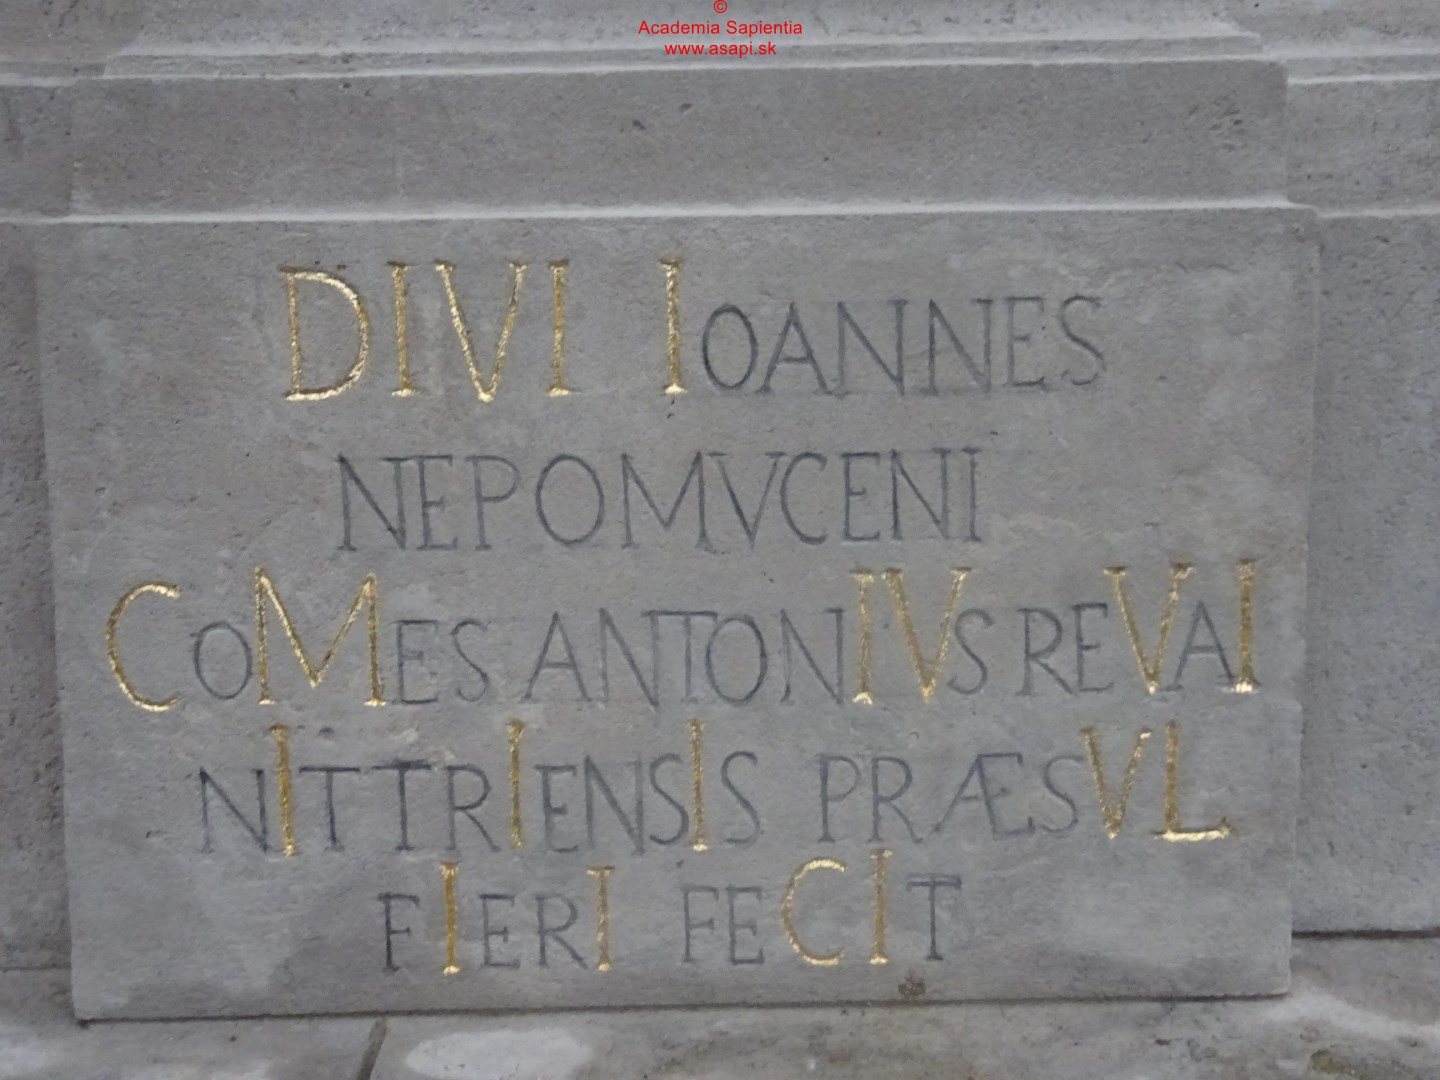 ©
Academia Sapientia
www.asapi.sk
DIVI IOANNES
NEPOMVCENI
COMES ANTONIVS REVAI
NITTRIENSIS PRÆSVL
FIERI FECIT